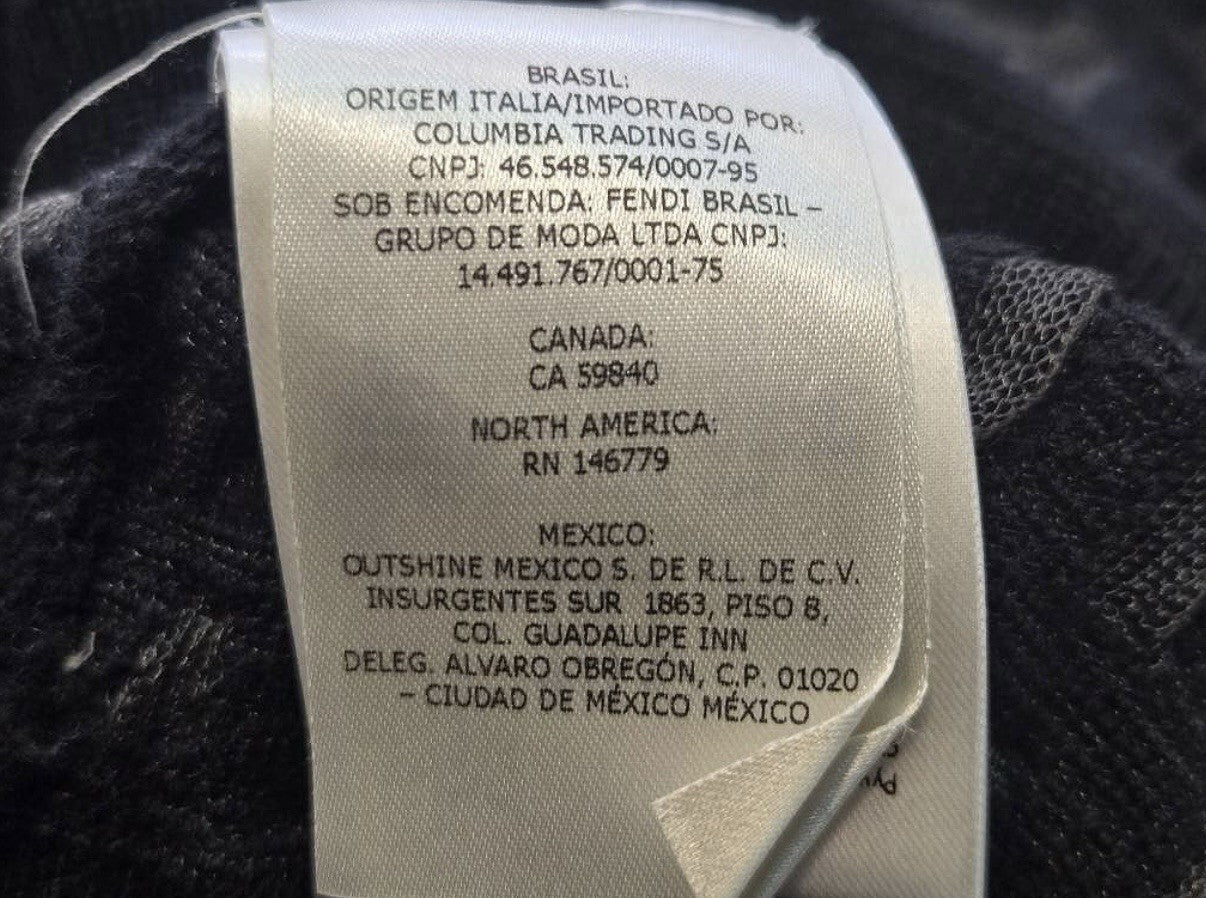 BRASIL:
ORIGEM ITALIA/IMPORTADO POR:
COLUMBIA TRADING S/A
CNPJ: 46.548.574/0007-95
SOB ENCOMENDA: FENDI BRASIL –
GRUPO DE MODA LTDA CNPJ:
14.491.767/0001-75
CANADA:
CA 59840
NORTH AMERICA:
RN 146779
MEXICO:
OUTSHINE MEXICO S. DE R.L. DE C.V.
INSURGENTES SUR 1863, PISO 8,
COL. GUADALUPE INN
DELEG. ALVARO OBREGÓN, C.P. 01020
– CIUDAD DE MÉXICO MÉXICO